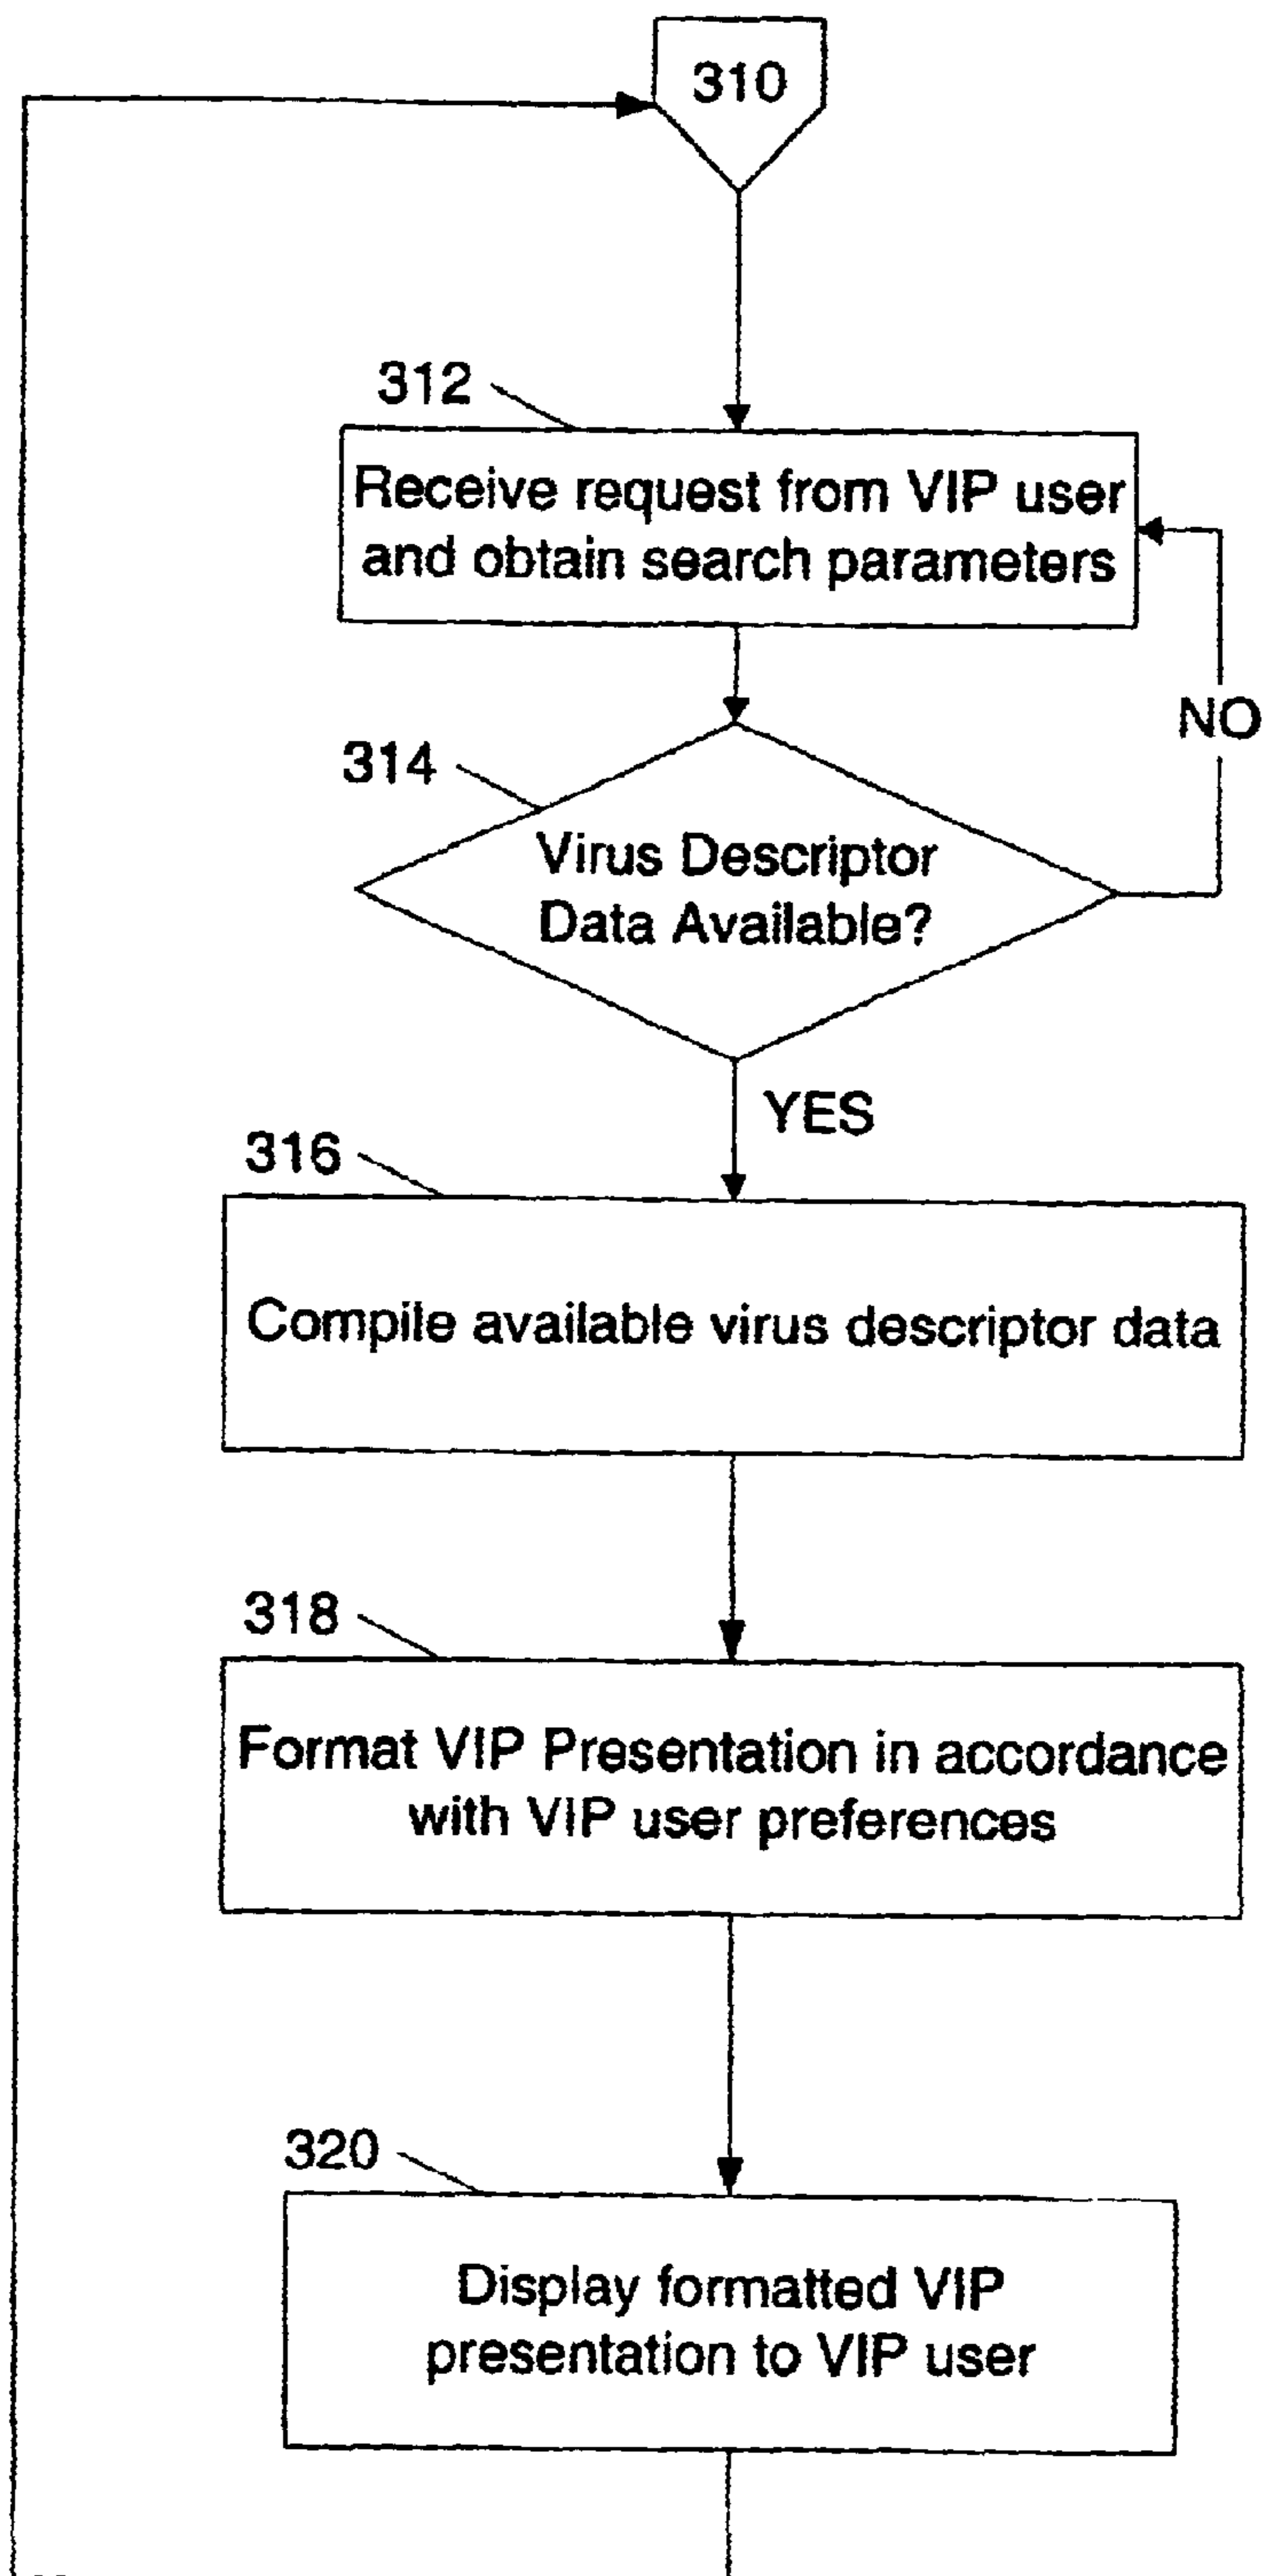 310
312
Receive request from VIP user
and obtain search parameters
NO
314
Virus Descriptor
Data Available?
YES
316
Compile available virus descriptor data
318
Format VIP Presentation in accordance
with VIP user preferences
320
Display formatted VIP
presentation to VIP user